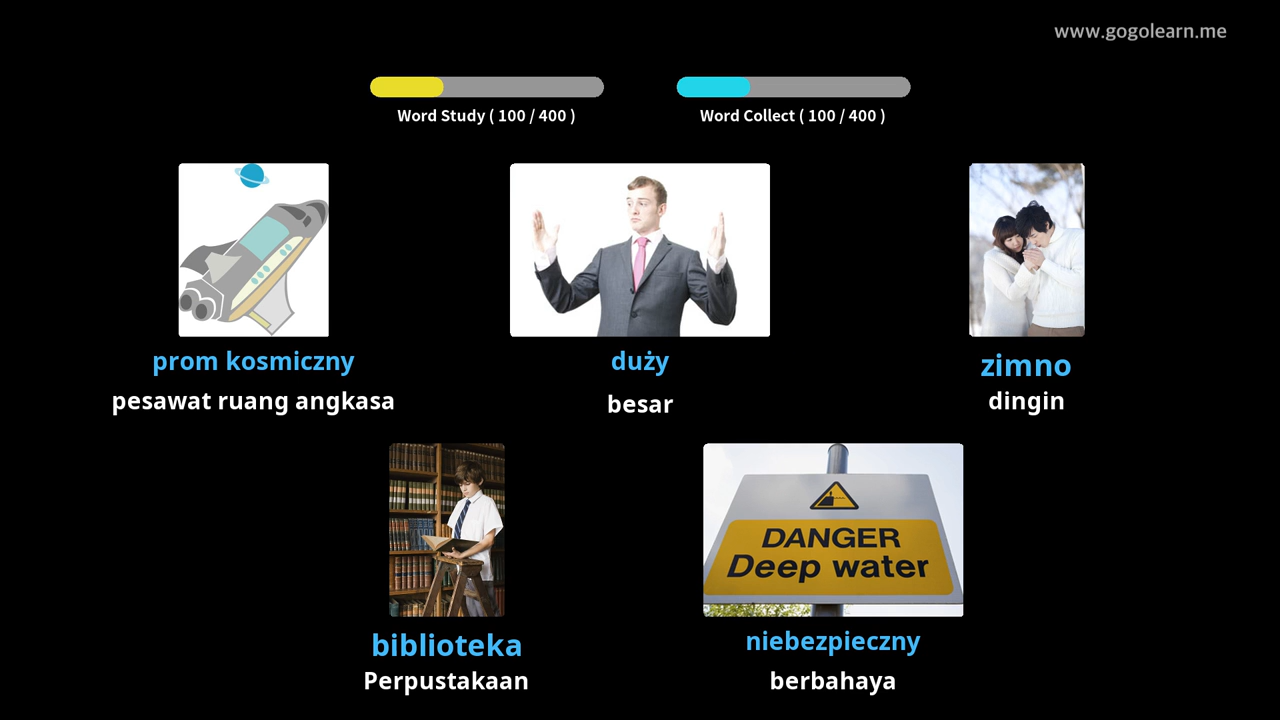 www.gogolearn.me
Word Study ( 100 / 400 )
Word Collect ( 100 / 400 )
prom kosmiczny
pesawat ruang angkasa
duży
besar
zimno
dingin
DANGER
Deep water
biblioteka
Perpustakaan
niebezpieczny
berbahaya